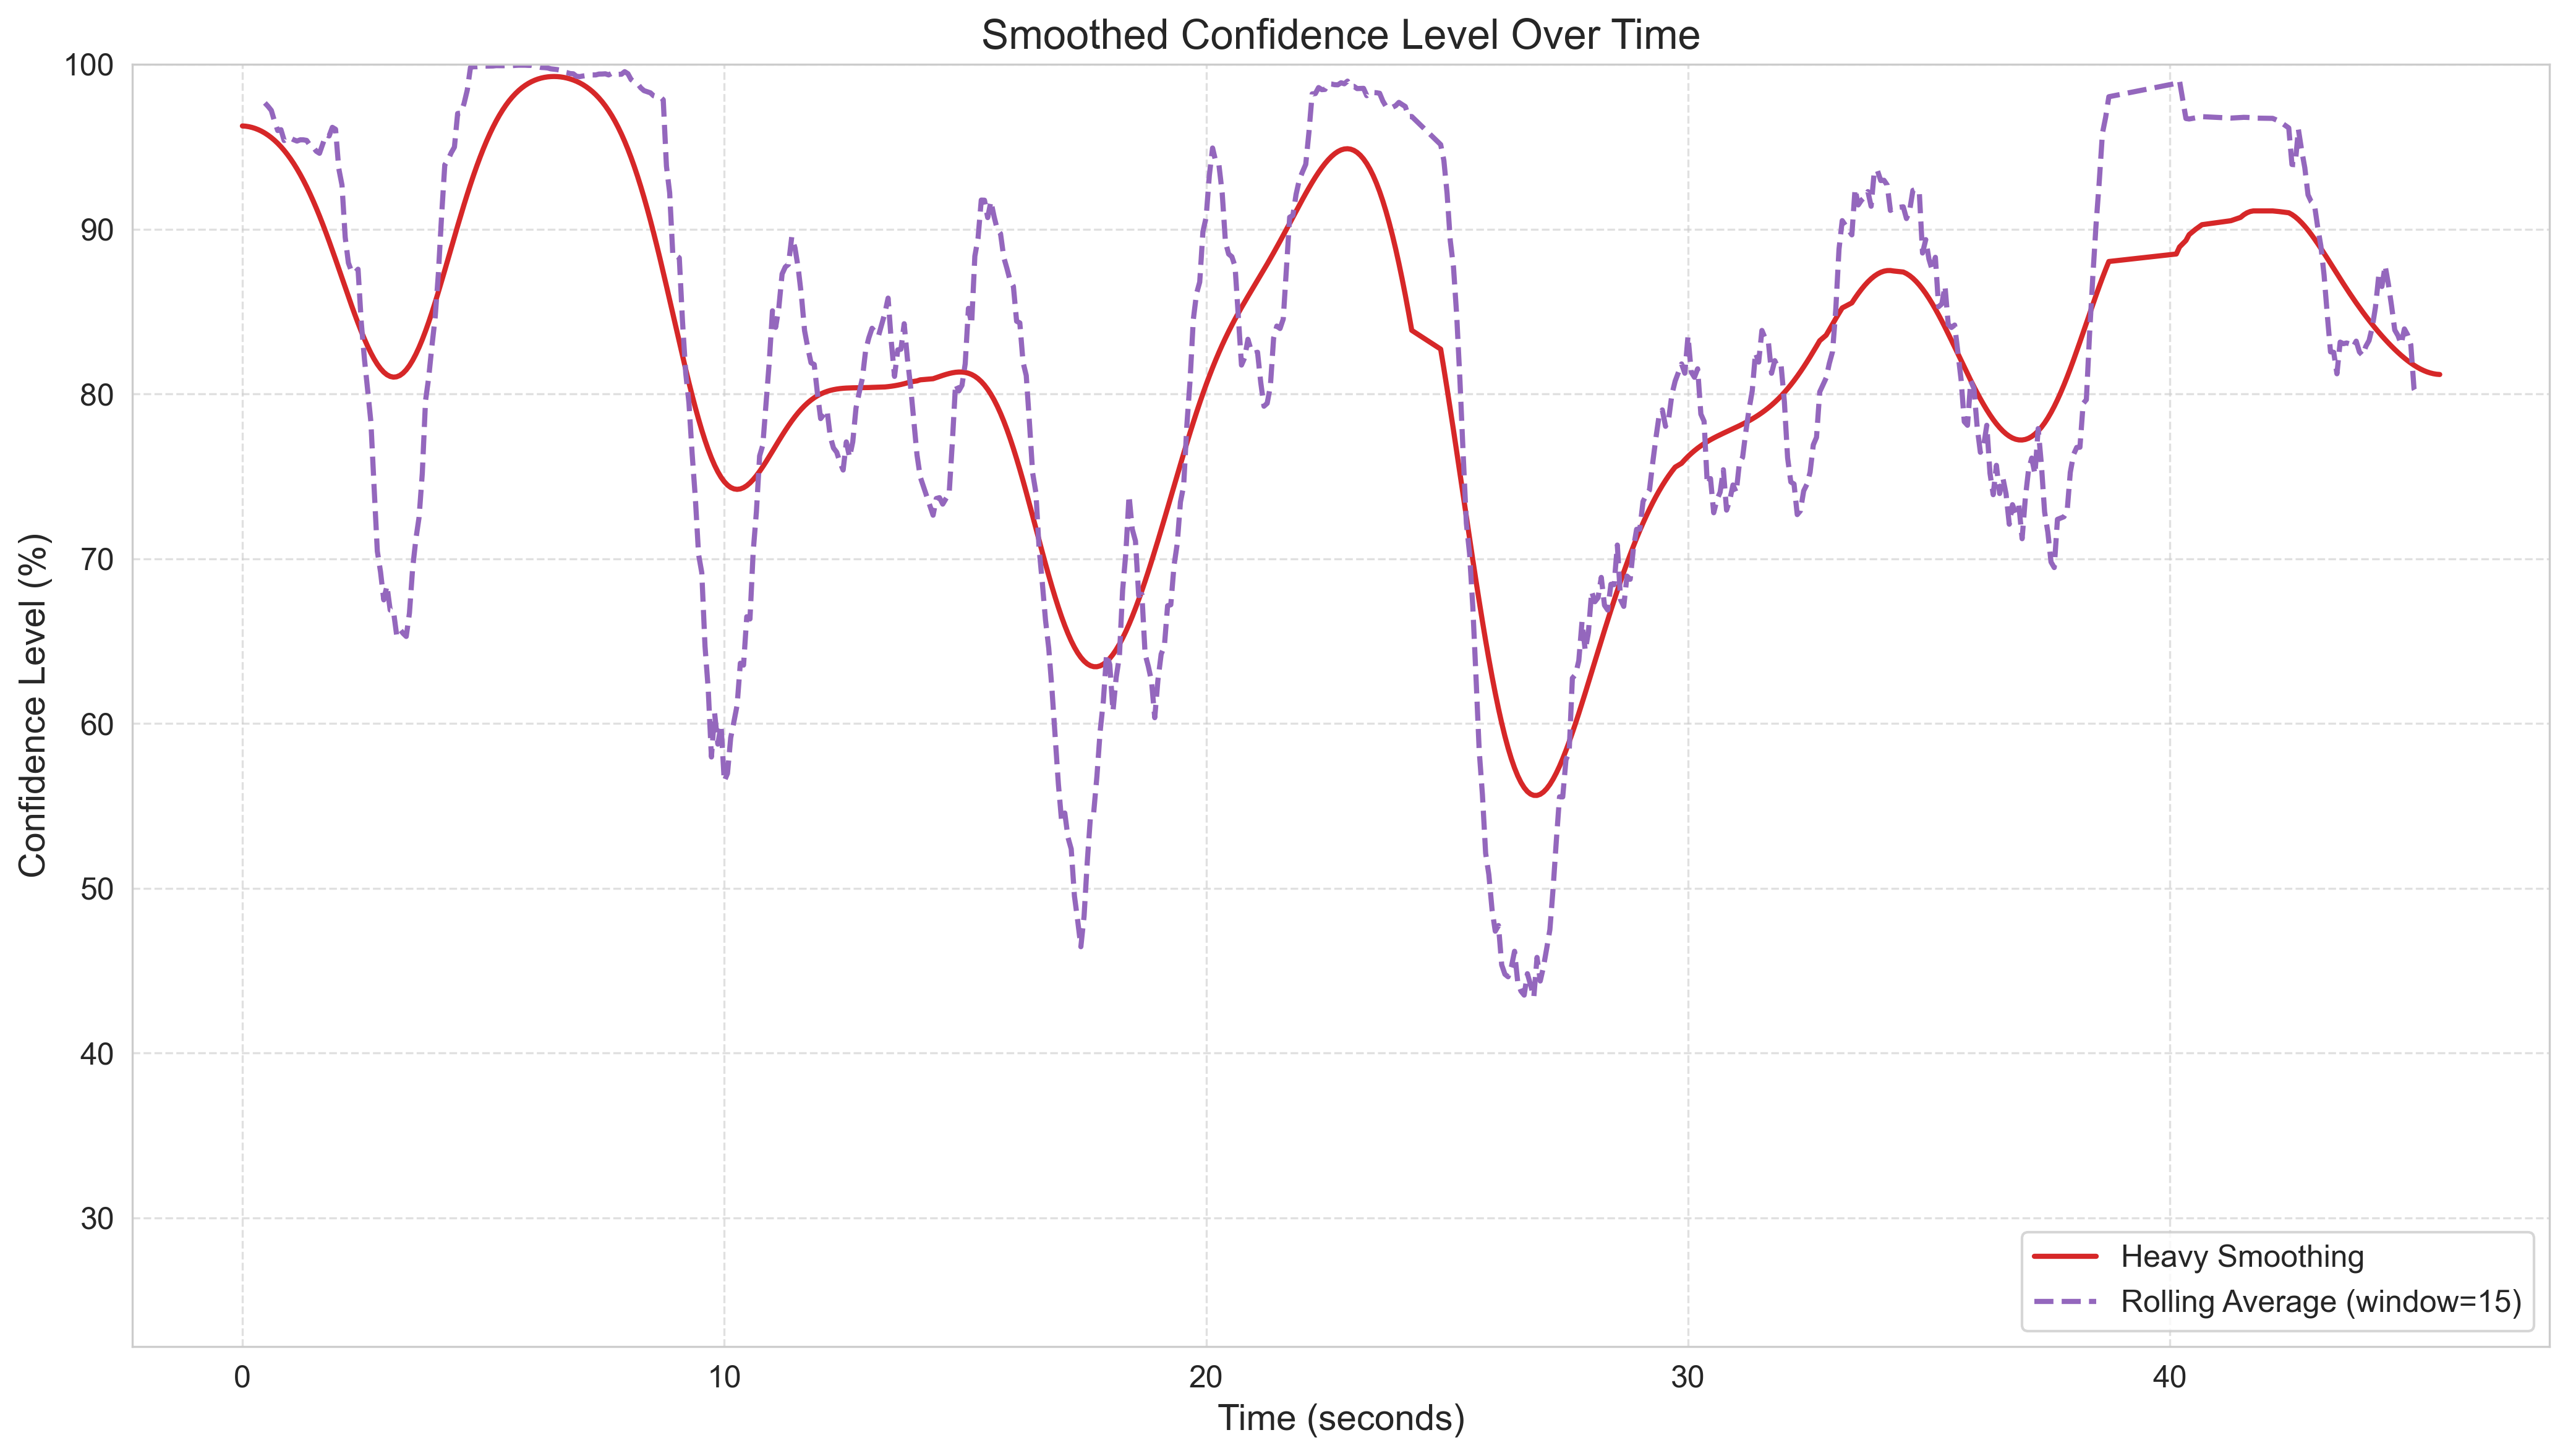 Smoothed Confidence Level Over Time
100
90
80
70
60
50
40
30
Confidence Level (%)
0
10
20
30
40
Time (seconds)
Heavy Smoothing
Rolling Average (window=15)